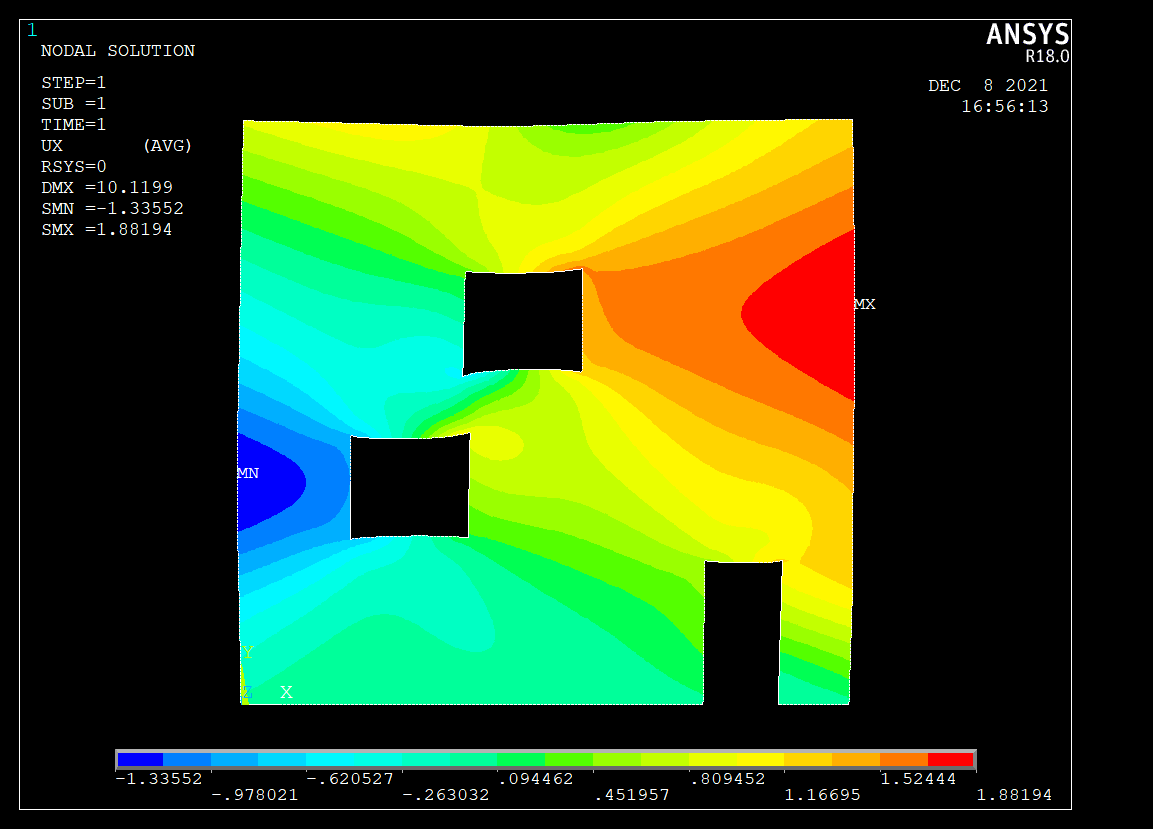 1
ANSYS
R18.0
NODAL SOLUTION
DEC  8 2021
16:56:13
STEP=1
SUB =1
TIME=1
UX       (AVG)
RSYS=0
DMX =10.1199
SMN =-1.33552
SMX =1.88194
MX
MN
Y
Z
X
-1.33552 -.620527 .094462 .809452 1.52444
-.978021 -.263032 .451957 1.16695 1.88194